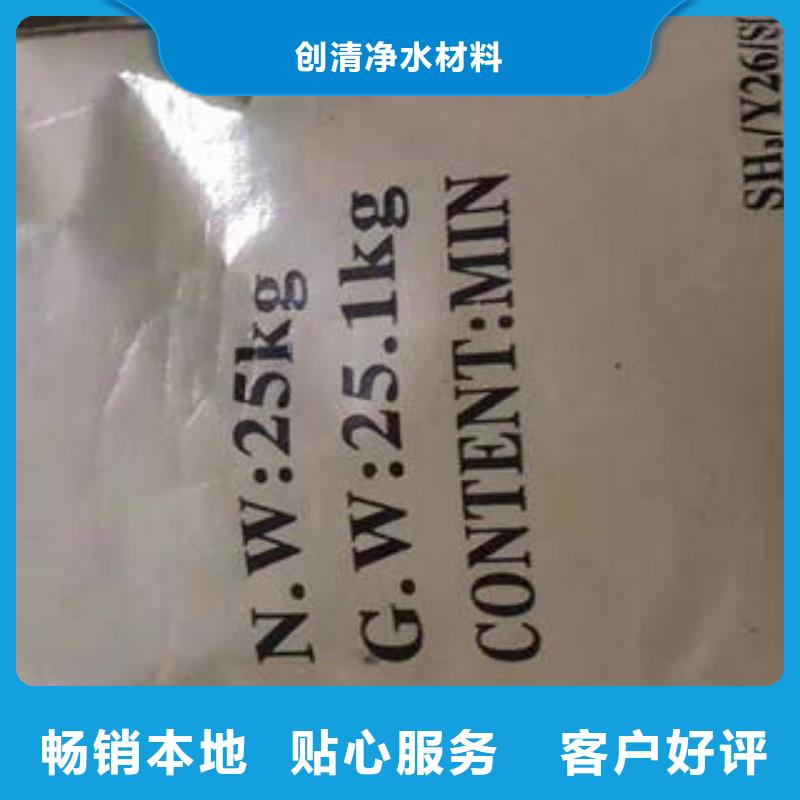 创清净水材料
N.W:25kg
G.W:25.1kg
CONTENT:MIN
畅销本地 贴心服务 客户好评